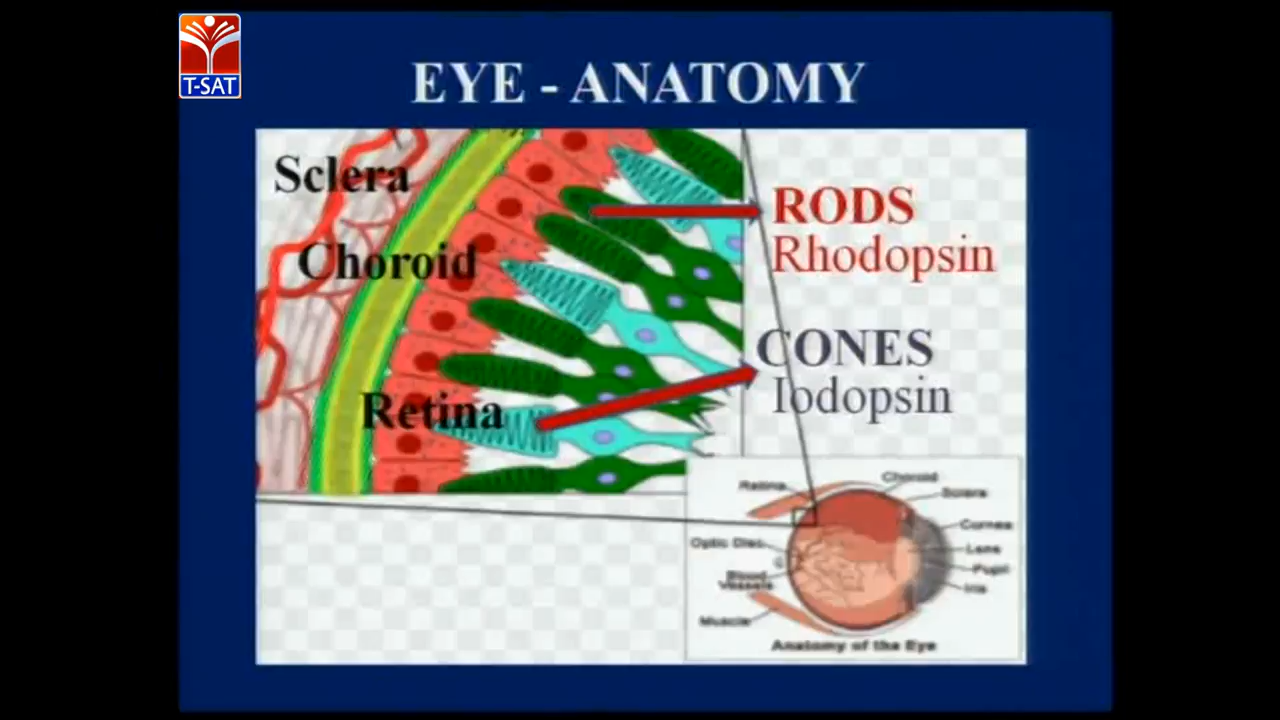 T-SAT
EYE - ANATOMY
Sclera
Choroid
Retina
RODS
Rhodopsin
CONES
Iodopsin
Retina
Choroid
Sclera
Cornea
Lens
Pupil
Iris
Optic Disc
Blood
Vessels
Muscle
Anatomy of the Eye